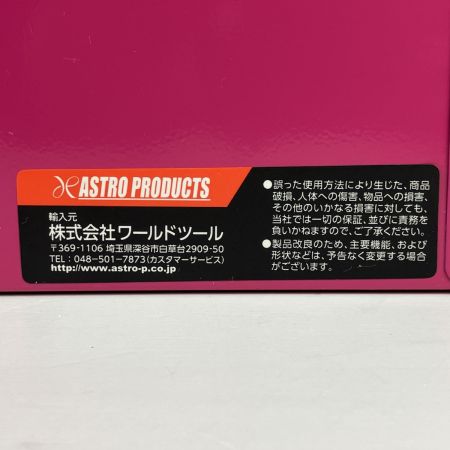 ASTRO PRODUCTS
輸入元
株式会社ワールドツール
〒369-1106 埼玉県深谷市白草台2909-50
TEL：048-501-7873(カスタマーサービス)
http://www.astro-p.co.jp
●誤った使用方法により生じた、商品
破損、人体への傷害、物品への損害、
その他のいかなる損害に対しても、
当社では一切の保証、並びに責務を
負いかねますので、ご了承ください。
●製品改良のため、主要機能、および
形状などは、予告なく変更する場合
がございます。